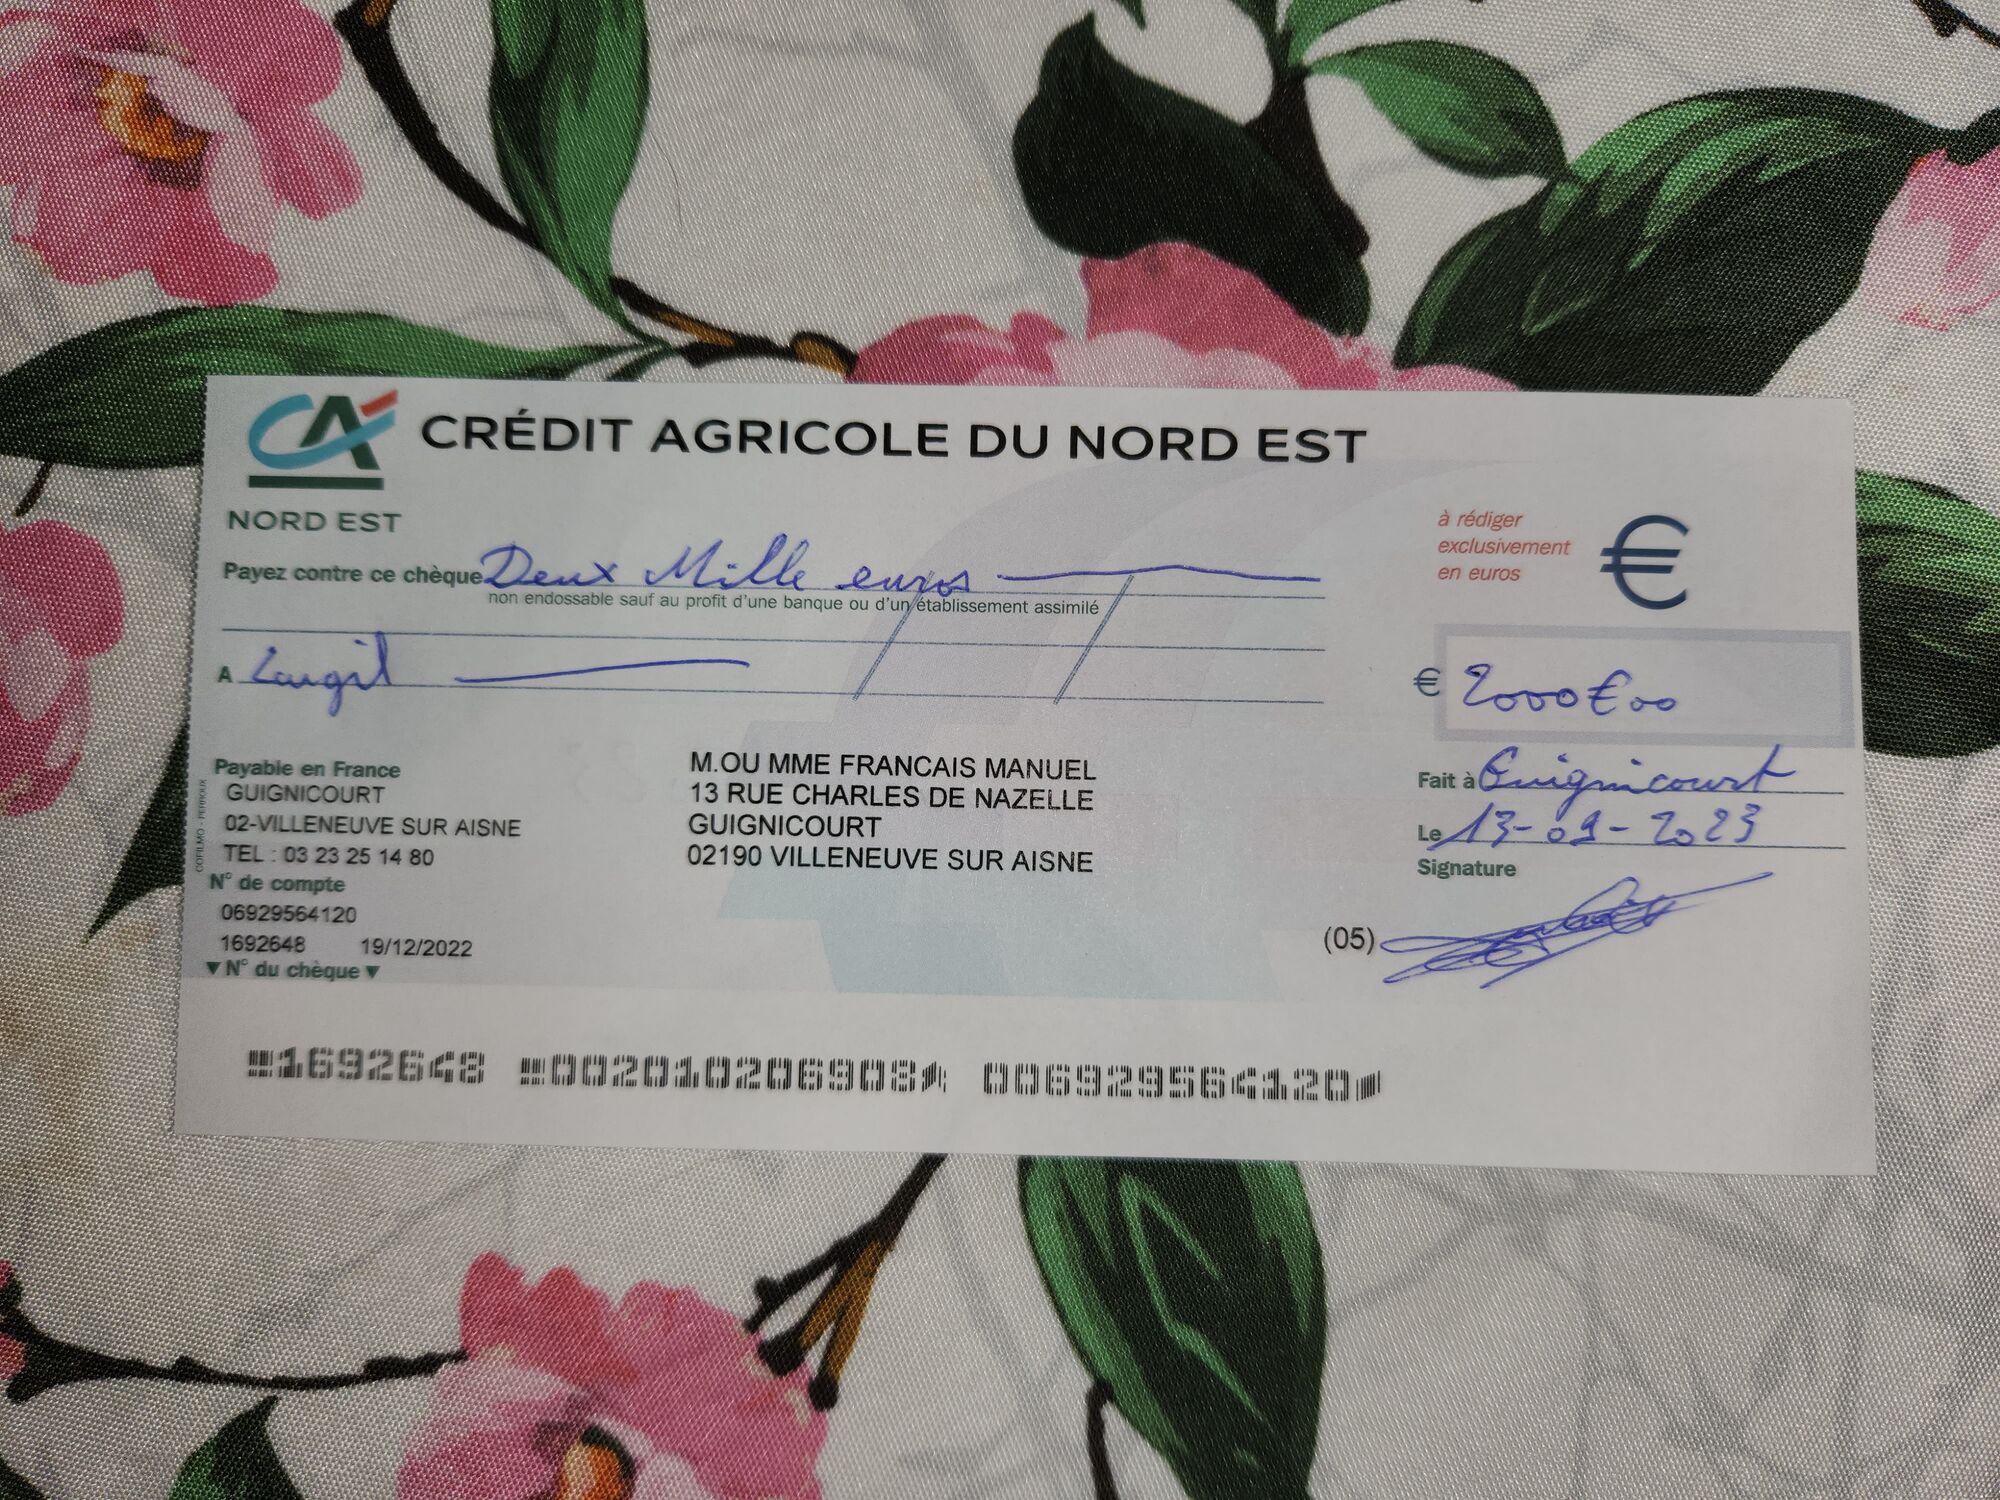 CA
CRÉDIT AGRICOLE DU NORD EST
NORD EST
à rédiger
exclusivement
en euros
€
Payez contre ce chèque Deux Mille euros
non endossable sauf au profit d'une banque ou d'un établissement assimilé
A
€ 2000€00
Payable en France
GUIGNICOURT
02-VILLENEUVE SUR AISNE
TEL : 03 23 25 14 80
N° de compte
06929564120
1692648 19/12/2022
▼ N° du chèque ▼
M.OU MME FRANCAIS MANUEL
13 RUE CHARLES DE NAZELLE
GUIGNICOURT
02190 VILLENEUVE SUR AISNE
Fait à Guignicourt
Le 13-09-2023
Signature
(05)
1692648 002010206908 006929564120